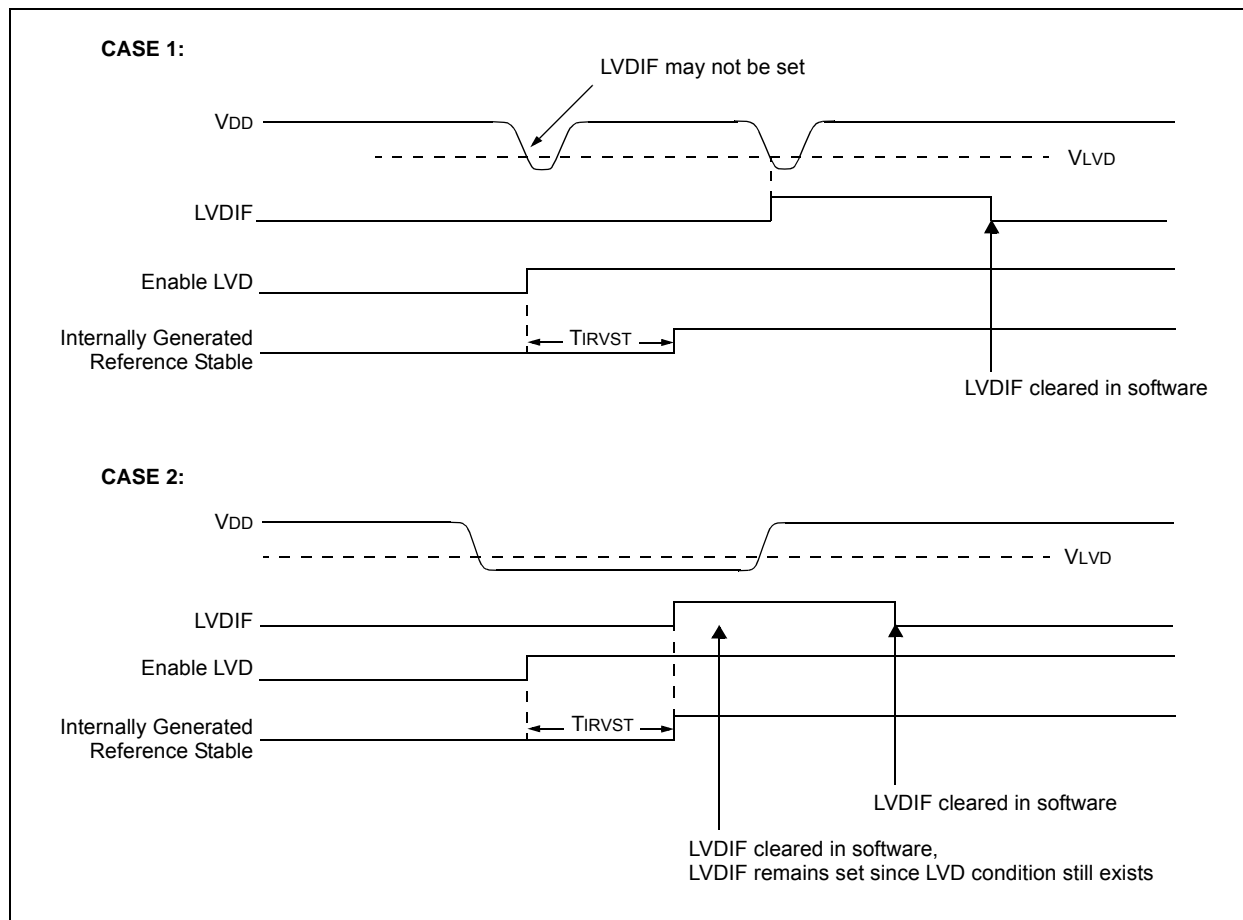 CASE 1:
LVDIF may not be set
VDD
VLVD
LVDIF
Enable LVD
Internally Generated
Reference Stable
TIRVST
LVDIF cleared in software
CASE 2:
VDD
VLVD
LVDIF
Enable LVD
Internally Generated
Reference Stable
TIRVST
LVDIF cleared in software
LVDIF cleared in software,
LVDIF remains set since LVD condition still exists